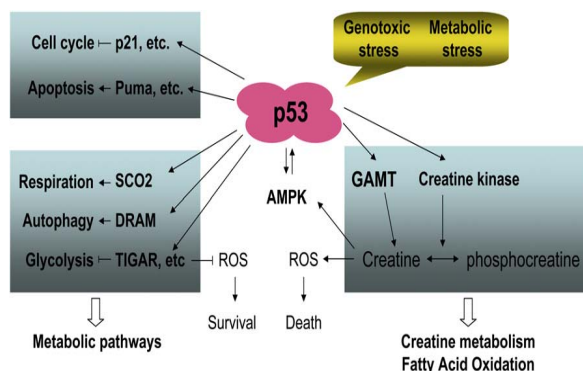 Genotoxic stress
Metabolic stress
Cell cycle p21, etc.
Apoptosis Puma, etc.
p53
Respiration SCO2
Autophagy DRAM
Glycolysis TIGAR, etc
ROS
Survival
AMPK
ROS
Death
GAMT
Creatine kinase
Creatine
phosphocreatine
Metabolic pathways
Creatine metabolism
Fatty Acid Oxidation